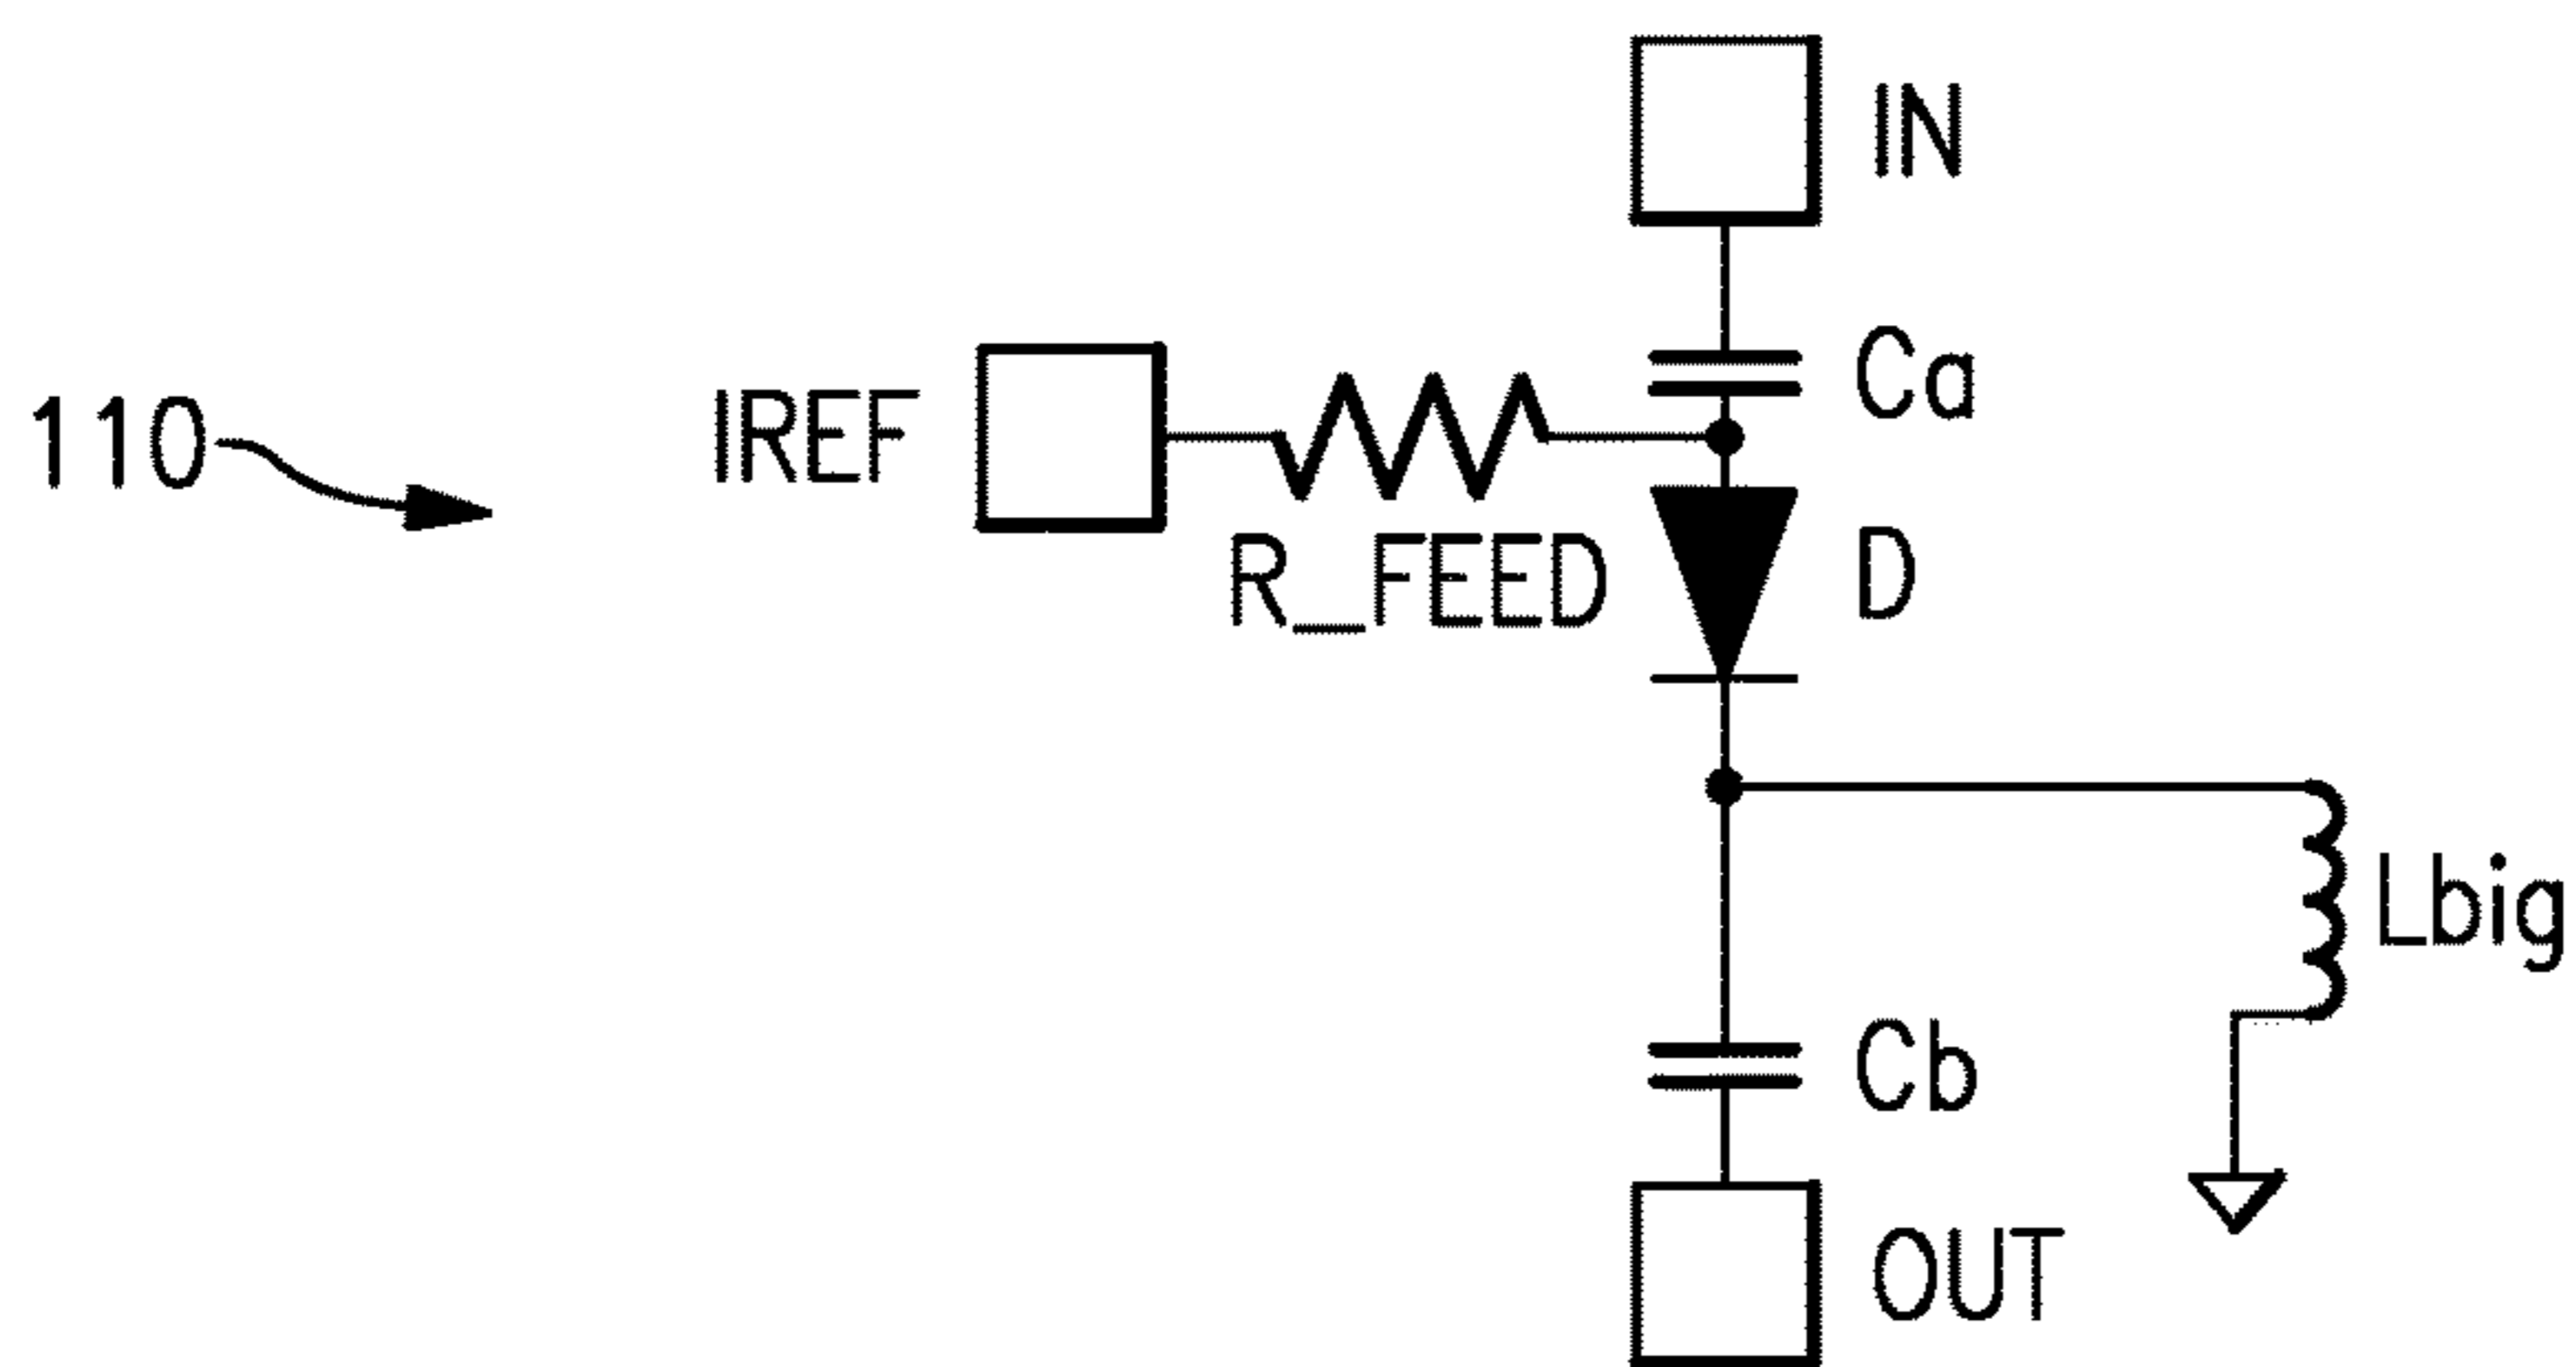 IN
Ca
110
IREF
R_FEED
D
Lbig
Cb
OUT